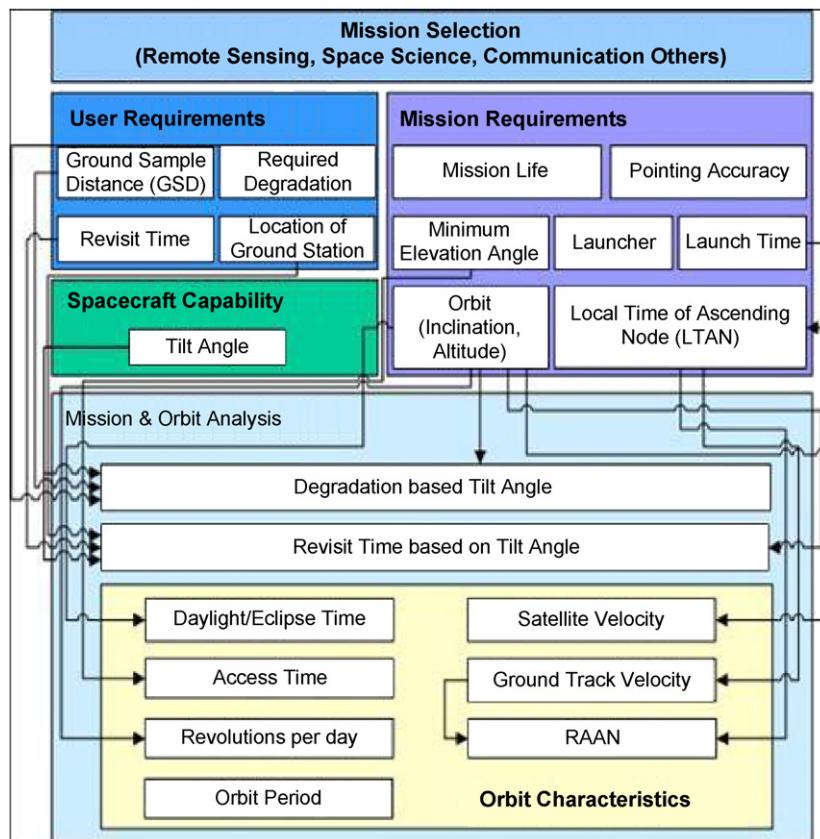 Mission Selection
(Remote Sensing, Space Science, Communication Others)
User Requirements
Ground Sample
Distance (GSD)
Required
Degradation
Revisit Time
Location of
Ground Station
Mission Requirements
Mission Life
Pointing Accuracy
Minimum
Elevation Angle
Launcher
Launch Time
Orbit
(Inclination,
Altitude)
Local Time of Ascending
Node (LTAN)
Spacecraft Capability
Tilt Angle
Mission & Orbit Analysis
Degradation based Tilt Angle
Revisit Time based on Tilt Angle
Daylight/Eclipse Time
Satellite Velocity
Access Time
Ground Track Velocity
Revolutions per day
RAAN
Orbit Period
Orbit Characteristics